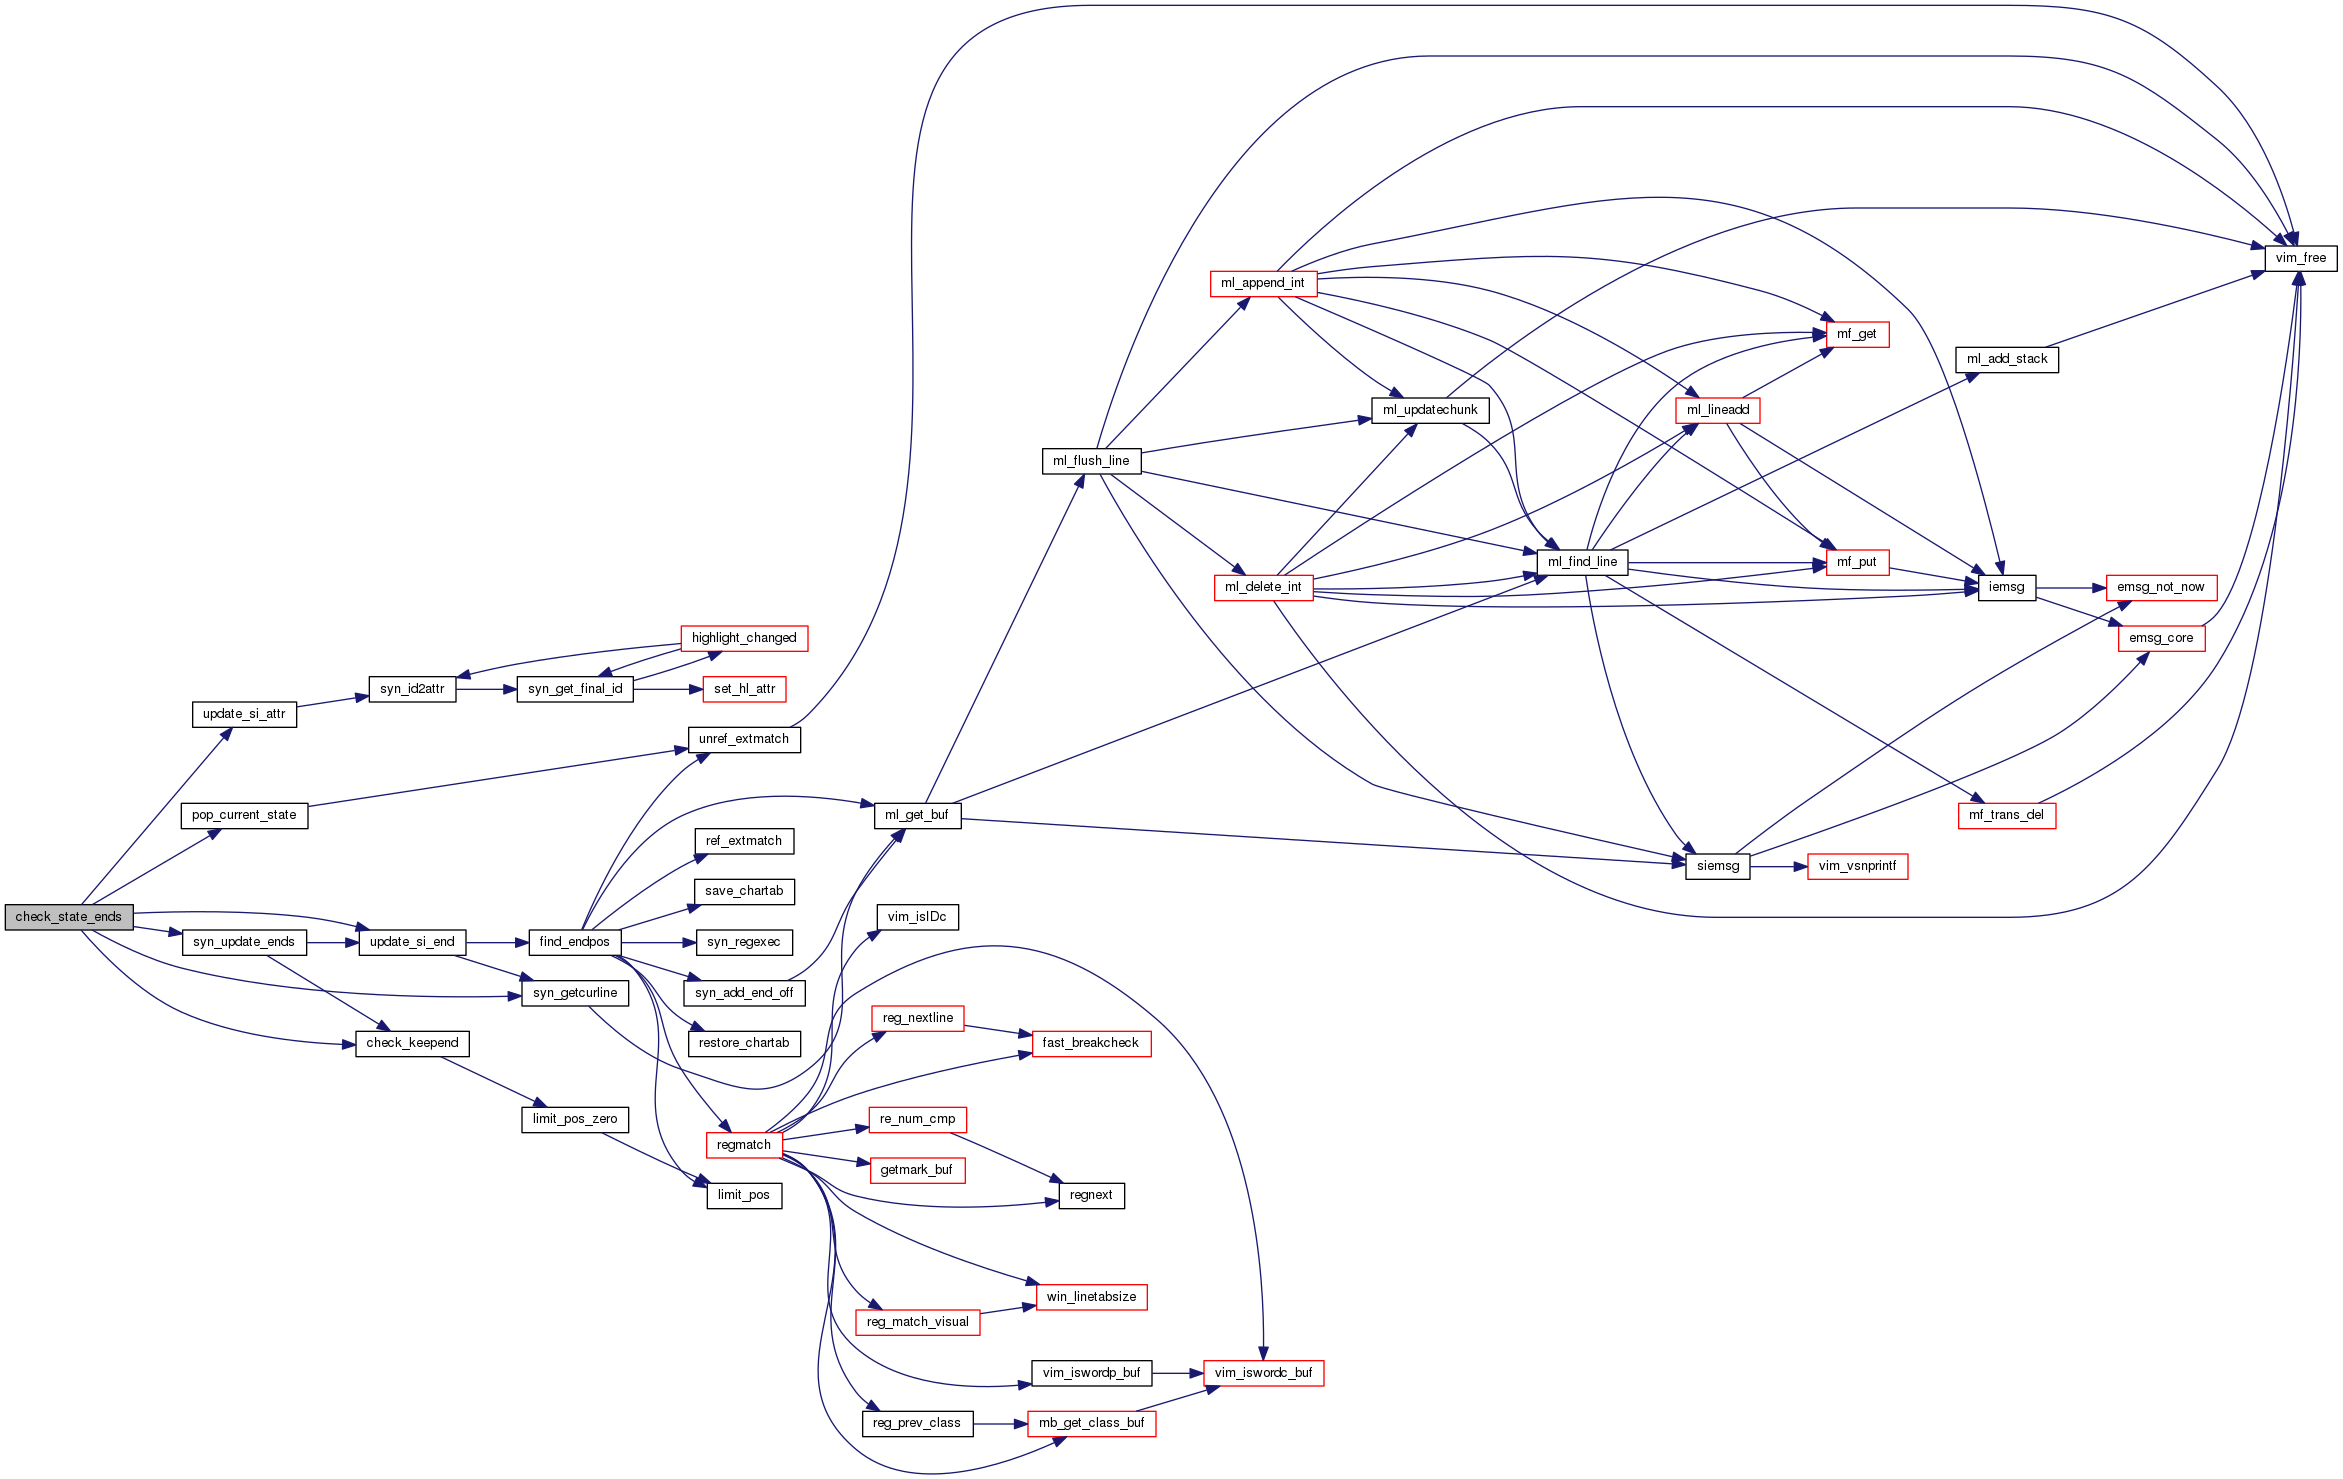 check_state_ends
update_si_attr
pop_current_state
syn_update_ends
syn_id2attr
update_si_end
check_keepend
syn_get_final_id
find_endpos
syn_getcurline
limit_pos_zero
highlight_changed
set_hl_attr
unref_extmatch
ref_extmatch
save_chartab
syn_regexec
syn_add_end_off
restore_chartab
regmatch
limit_pos
ml_get_buf
vim_isIDc
reg_nextline
re_num_cmp
getmark_buf
reg_match_visual
reg_prev_class
ml_flush_line
fast_breakcheck
regnext
win_linetabsize
vim_iswordp_buf
mb_get_class_buf
ml_append_int
ml_delete_int
vim_iswordc_buf
ml_updatechunk
ml_find_line
ml_lineadd
siemsg
mf_get
mf_put
vim_vsnprintf
ml_add_stack
iemsg
mf_trans_del
emsg_not_now
emsg_core
vim_free